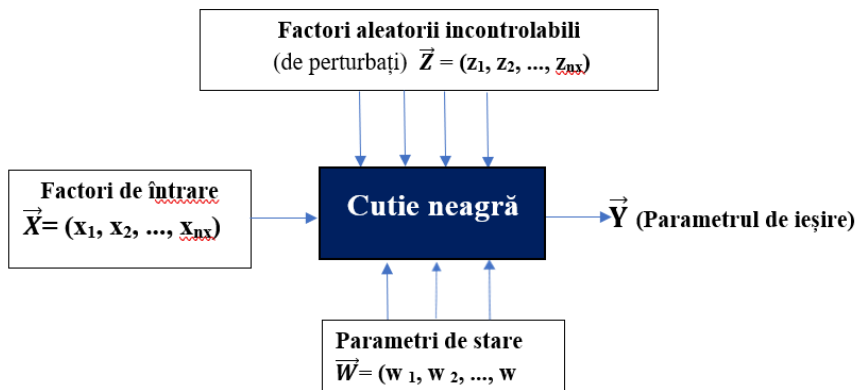 Factori aleatorii incontrolabili
(de perturbați) Z⃗ = (z₁, z₂, ..., zₙₓ)
Factori de întrare
X⃗= (x₁, x₂, ..., xₙₓ)
Cutie neagră
Y⃗ (Parametrul de ieșire)
Parametri de stare
W⃗= (w ₁, w ₂, ..., w